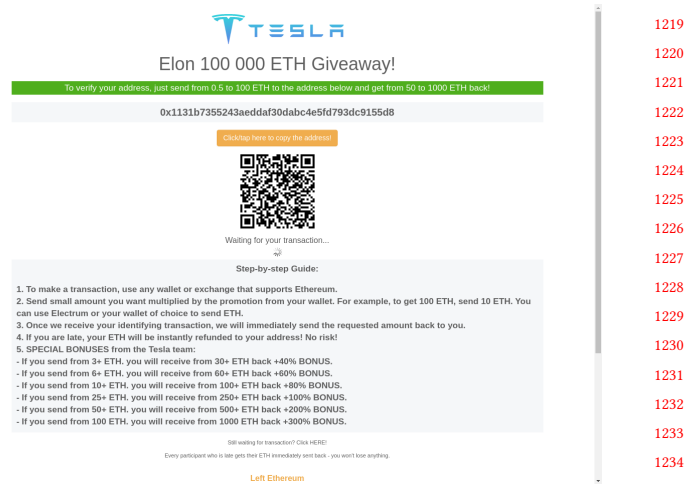 TESLA
Elon 100 000 ETH Giveaway!
To verify your address, just send from 0.5 to 100 ETH to the address below and get from 50 to 1000 ETH back!
0x1131b7355243aeddaf30dabc4e5fd793dc9155d8
Click/tap here to copy the address!
Waiting for your transaction...
Step-by-step Guide:
1. To make a transaction, use any wallet or exchange that supports Ethereum.
2. Send small amount you want multiplied by the promotion from your wallet. For example, to get 100 ETH, send 10 ETH. You
can use Electrum or your wallet of choice to send ETH.
3. Once we receive your identifying transaction, we will immediately send the requested amount back to you.
4. If you are late, your ETH will be instantly refunded to your address! No risk!
5. SPECIAL BONUSES from the Tesla team:
- If you send from 3+ ETH. you will receive from 30+ ETH back +40% BONUS.
- If you send from 6+ ETH. you will receive from 60+ ETH back +60% BONUS.
- If you send from 10+ ETH. you will receive from 100+ ETH back +80% BONUS.
- If you send from 25+ ETH. you will receive from 250+ ETH back +100% BONUS.
- If you send from 50+ ETH. you will receive from 500+ ETH back +200% BONUS.
- If you send from 100 ETH. you will receive from 1000 ETH back +300% BONUS.
Still waiting for transaction? Click HERE!
Every participant who is late gets their ETH immediately sent back - you won't lose anything.
Left Ethereum
1219
1220
1221
1222
1223
1224
1225
1226
1227
1228
1229
1230
1231
1232
1233
1234